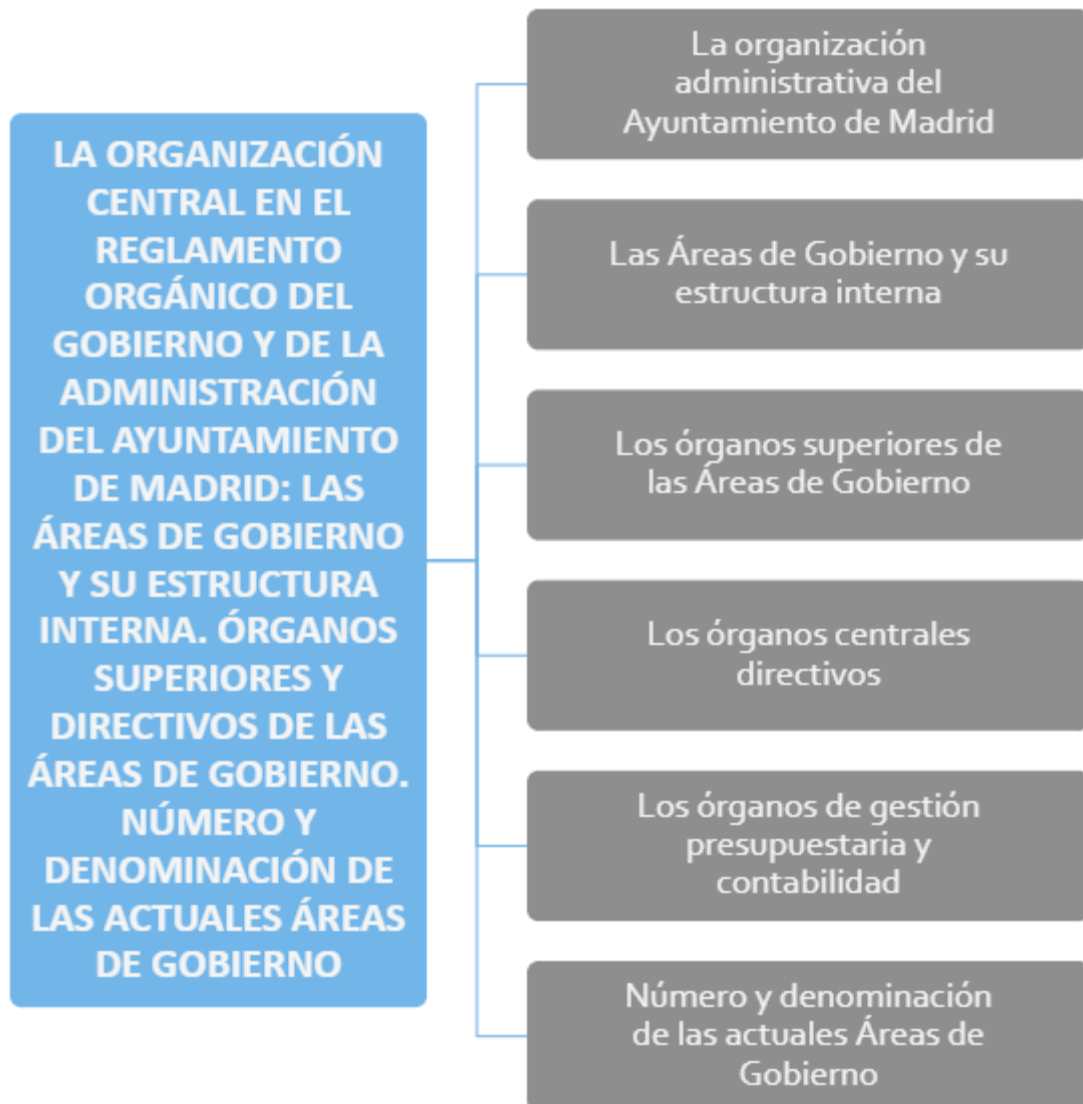 LA ORGANIZACIÓN
CENTRAL EN EL
REGLAMENTO
ORGÁNICO DEL
GOBIERNO Y DE LA
ADMINISTRACIÓN
DEL AYUNTAMIENTO
DE MADRID: LAS
ÁREAS DE GOBIERNO
Y SU ESTRUCTURA
INTERNA. ÓRGANOS
SUPERIORES Y
DIRECTIVOS DE LAS
ÁREAS DE GOBIERNO.
NÚMERO Y
DENOMINACIÓN DE
LAS ACTUALES ÁREAS
DE GOBIERNO
La organización
administrativa del
Ayuntamiento de Madrid
Las Áreas de Gobierno y su
estructura interna
Los órganos superiores de
las Áreas de Gobierno
Los órganos centrales
directivos
Los órganos de gestión
presupuestaria y
contabilidad
Número y denominación
de las actuales Áreas de
Gobierno